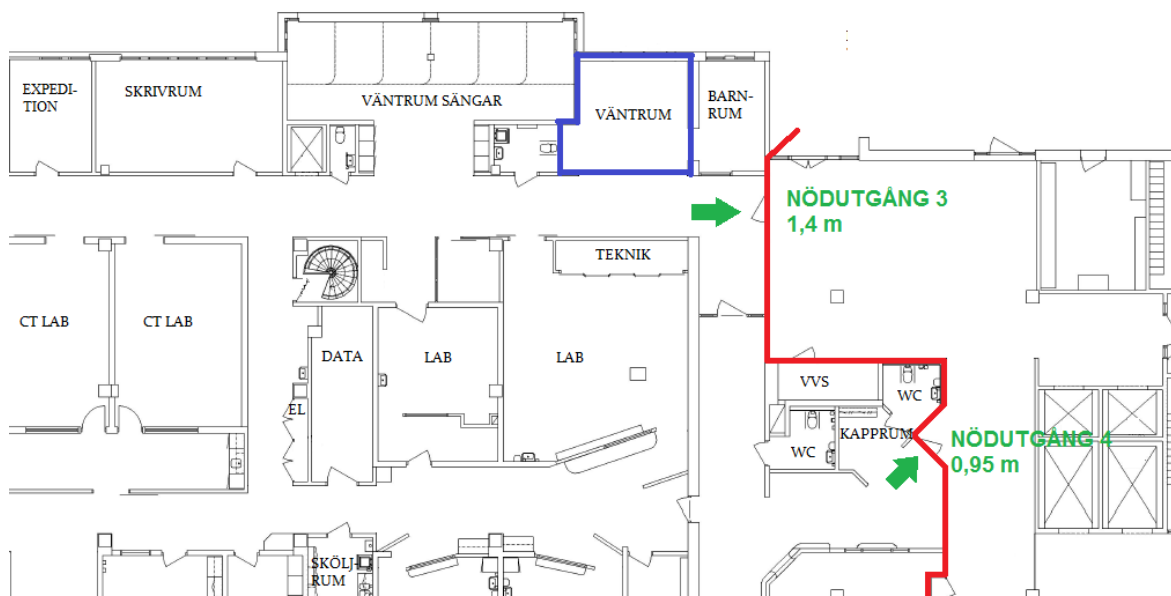 EXPEDI-
TION
SKRIVRUM
VÄNTRUM SÄNGAR
VÄNTRUM
BARN-
RUM
NÖDUTGÅNG 3
1,4 m
TEKNIK
CT LAB
CT LAB
DATA
LAB
LAB
EL
VVS
WC
KAPPRUM
WC
NÖDUTGÅNG 4
0,95 m
SKÖLJ-
RUM